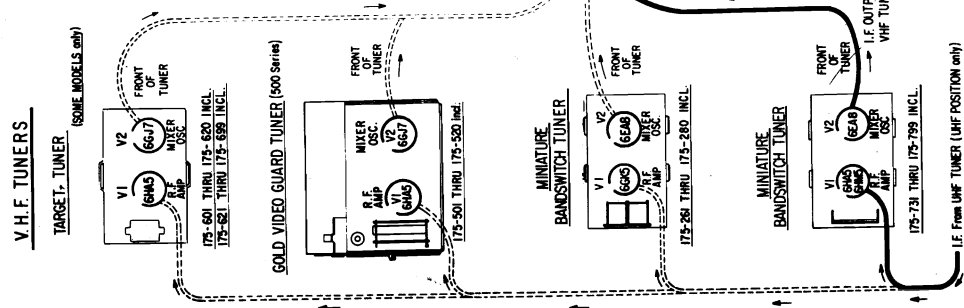 V.H.F. TUNERS
TARGET, TUNER
(SOME MODELS only)
FRONT
OF
TUNER
V2
6GJ7
MIXER
OSC.
V1
6HA5
R.F.
AMP
175-601 THRU 175-620 INCL.
175-621 THRU 175-699 INCL.
GOLD VIDEO GUARD TUNER (500 Series)
FRONT
OF
TUNER
MIXER
OSC.
V2
6GJ7
R.F.
AMP
V1
6HA5
175-501 THRU 175-520 incl.
MINIATURE
BANDSWITCH TUNER
FRONT
OF
TUNER
V2
6EA8
MIXER
OSC.
V1
6GK5
R.F.
AMP
175-261 THRU 175-280 INCL.
MINIATURE
BANDSWITCH TUNER
FRONT
OF
TUNER
V2
6EA8
MIXER
OSC.
V1
R.F.
AMP
175-731 THRU 175-799 INCL.
I.F. OUTP
VHF TUN
I.F. From UHF TUNER (UHF POSITION only)